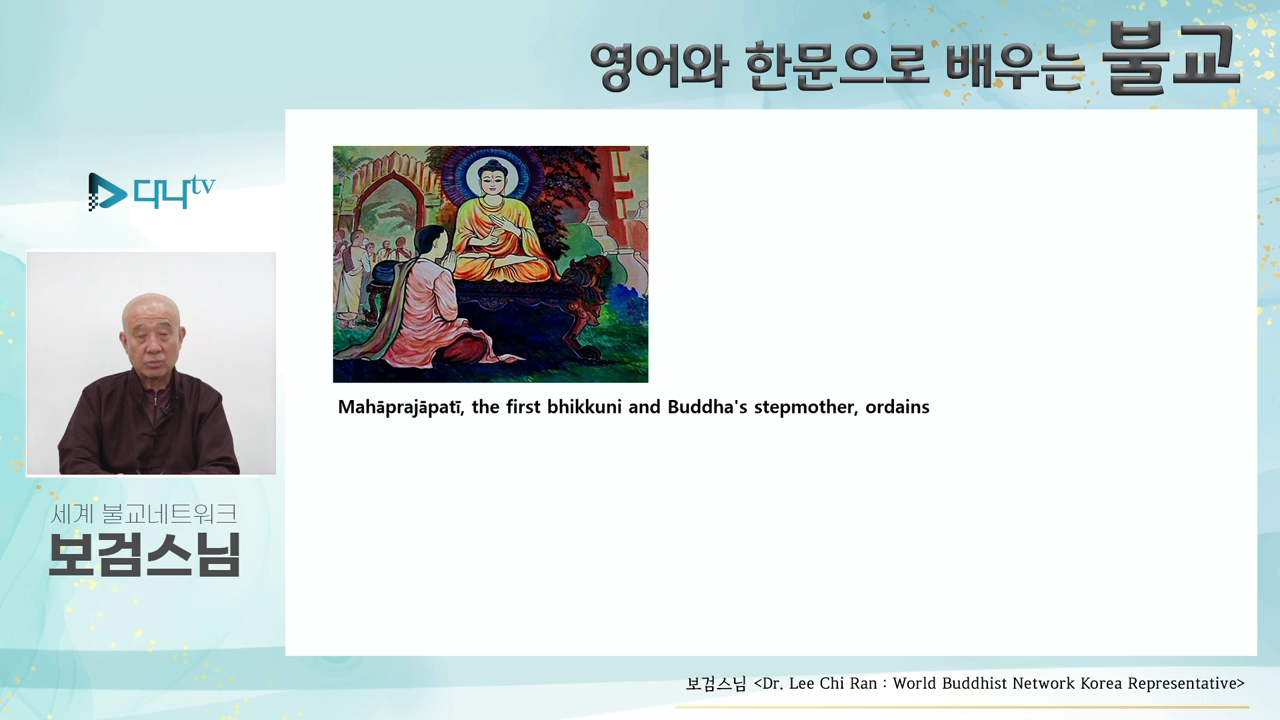 영어와 한문으로 배우는 불교
다나tv
Mahāprajāpatī, the first bhikkuni and Buddha's stepmother, ordains
세계 불교네트워크
보검스님
보검스님 <Dr. Lee Chi Ran : World Buddhist Network Korea Representative>